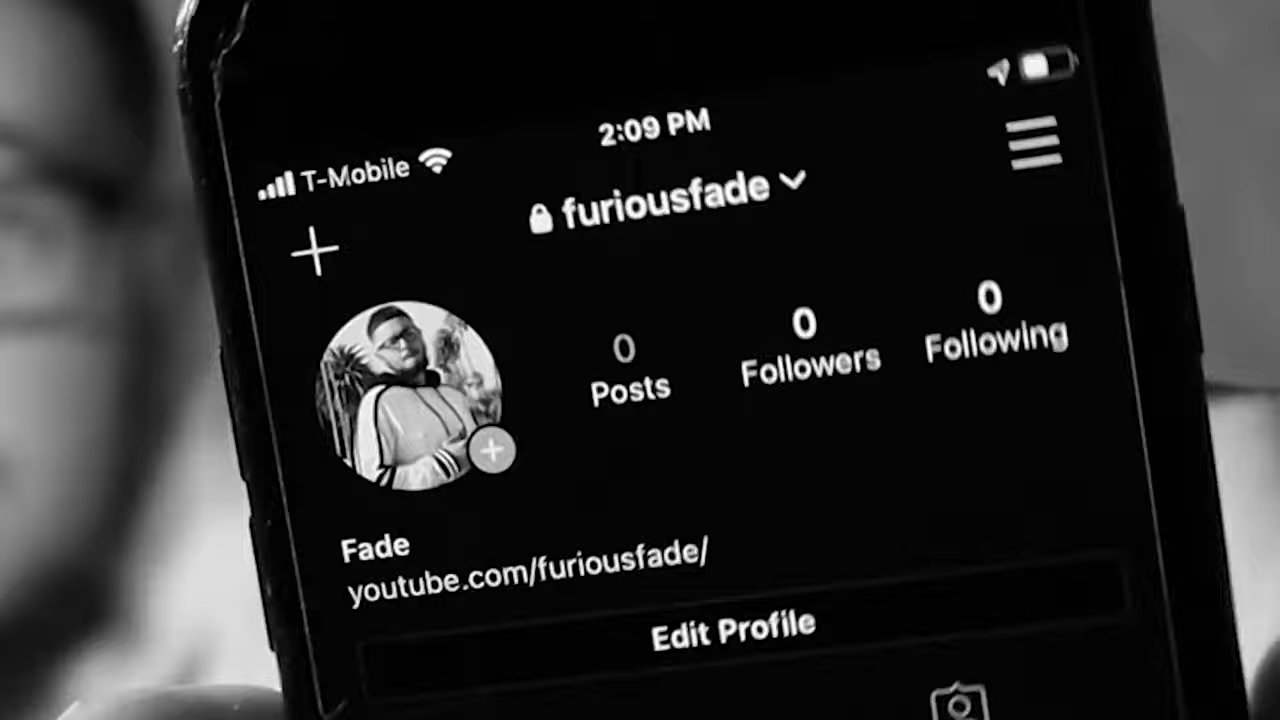 2:09 PM
T-Mobile
furiousfade
0
Posts
0
Followers
0
Following
Fade
youtube.com/furiousfade/
Edit Profile